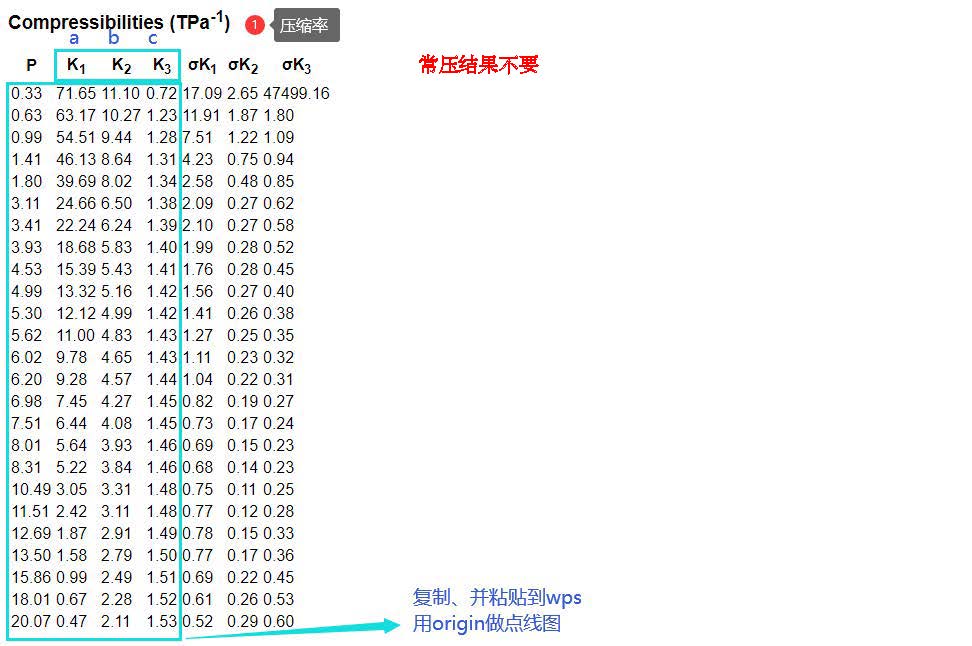 Compressibilities (TPa-1) 1 压缩率
a b c
P K1 K2 K3 σK1 σK2 σK3 常压结果不要
0.33 71.65 11.10 0.72 17.09 2.65 47499.16
0.63 63.17 10.27 1.23 11.91 1.87 1.80
0.99 54.51 9.44 1.28 7.51 1.22 1.09
1.41 46.13 8.64 1.31 4.23 0.75 0.94
1.80 39.69 8.02 1.34 2.58 0.48 0.85
3.11 24.66 6.50 1.38 2.09 0.27 0.62
3.41 22.24 6.24 1.39 2.10 0.27 0.58
3.93 18.68 5.83 1.40 1.99 0.28 0.52
4.53 15.39 5.43 1.41 1.76 0.28 0.45
4.99 13.32 5.16 1.42 1.56 0.27 0.40
5.30 12.12 4.99 1.42 1.41 0.26 0.38
5.62 11.00 4.83 1.43 1.27 0.25 0.35
6.02 9.78 4.65 1.43 1.11 0.23 0.32
6.20 9.28 4.57 1.44 1.04 0.22 0.31
6.98 7.45 4.27 1.45 0.82 0.19 0.27
7.51 6.44 4.08 1.45 0.73 0.17 0.24
8.01 5.64 3.93 1.46 0.69 0.15 0.23
8.31 5.22 3.84 1.46 0.68 0.14 0.23
10.49 3.05 3.31 1.48 0.75 0.11 0.25
11.51 2.42 3.11 1.48 0.77 0.12 0.28
12.69 1.87 2.91 1.49 0.78 0.15 0.33
13.50 1.58 2.79 1.50 0.77 0.17 0.36
15.86 0.99 2.49 1.51 0.69 0.22 0.45
18.01 0.67 2.28 1.52 0.61 0.26 0.53
20.07 0.47 2.11 1.53 0.52 0.29 0.60
复制、并粘贴到wps
用origin做点线图